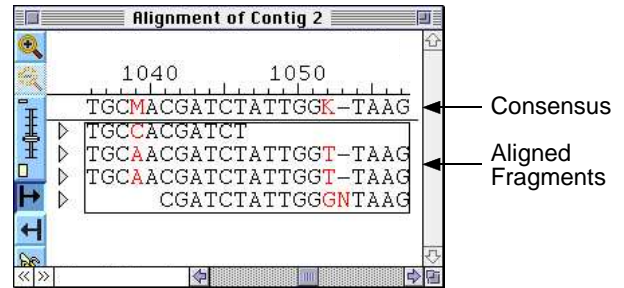 Alignment of Contig 2
1040 1050
TGCMACGATCTATTGGK-TAAG
Consensus
TGCCACGATCT
TGCAACGATCTATTGGT-TAAG
Aligned
TGCAACGATCTATTGGT-TAAG
Fragments
CGATCTATTGGGNTAAG